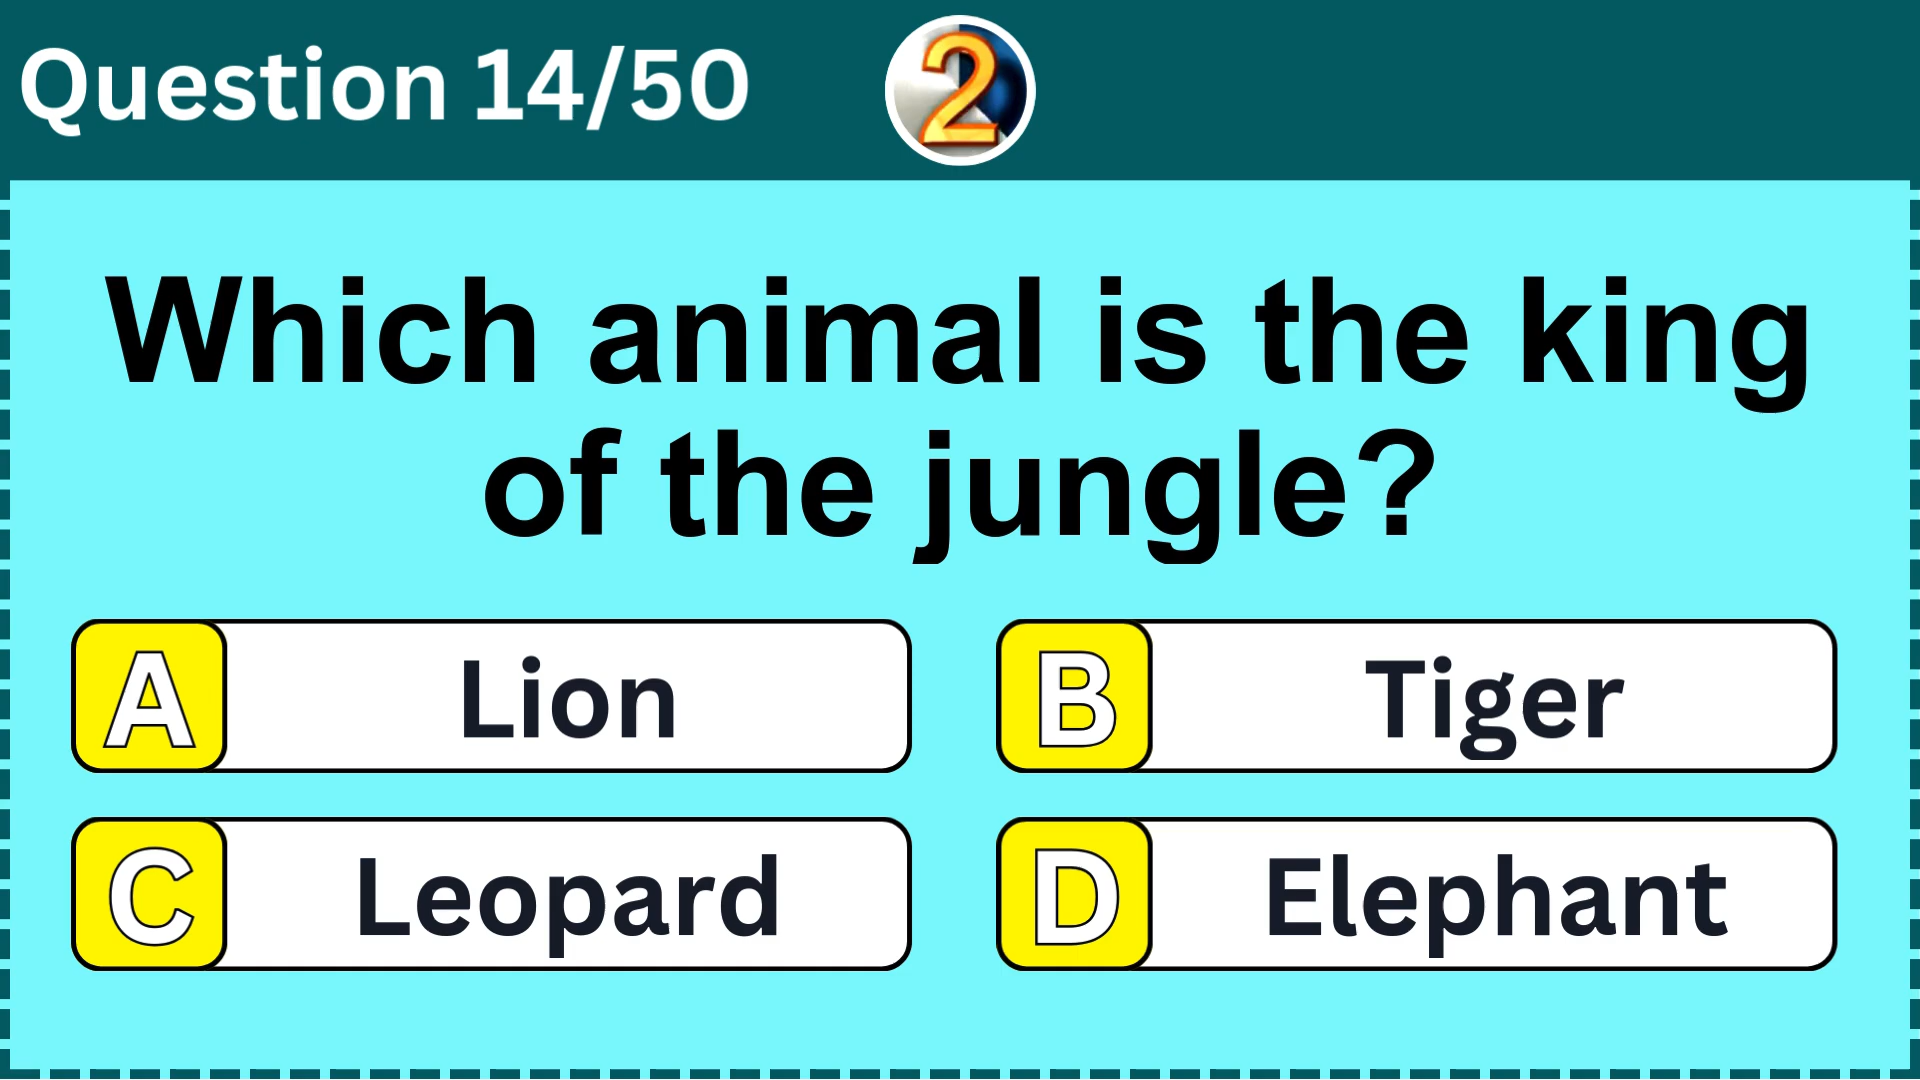 Question 14/50
2
Which animal is the king
of the jungle?
A Lion
B Tiger
C Leopard
D Elephant